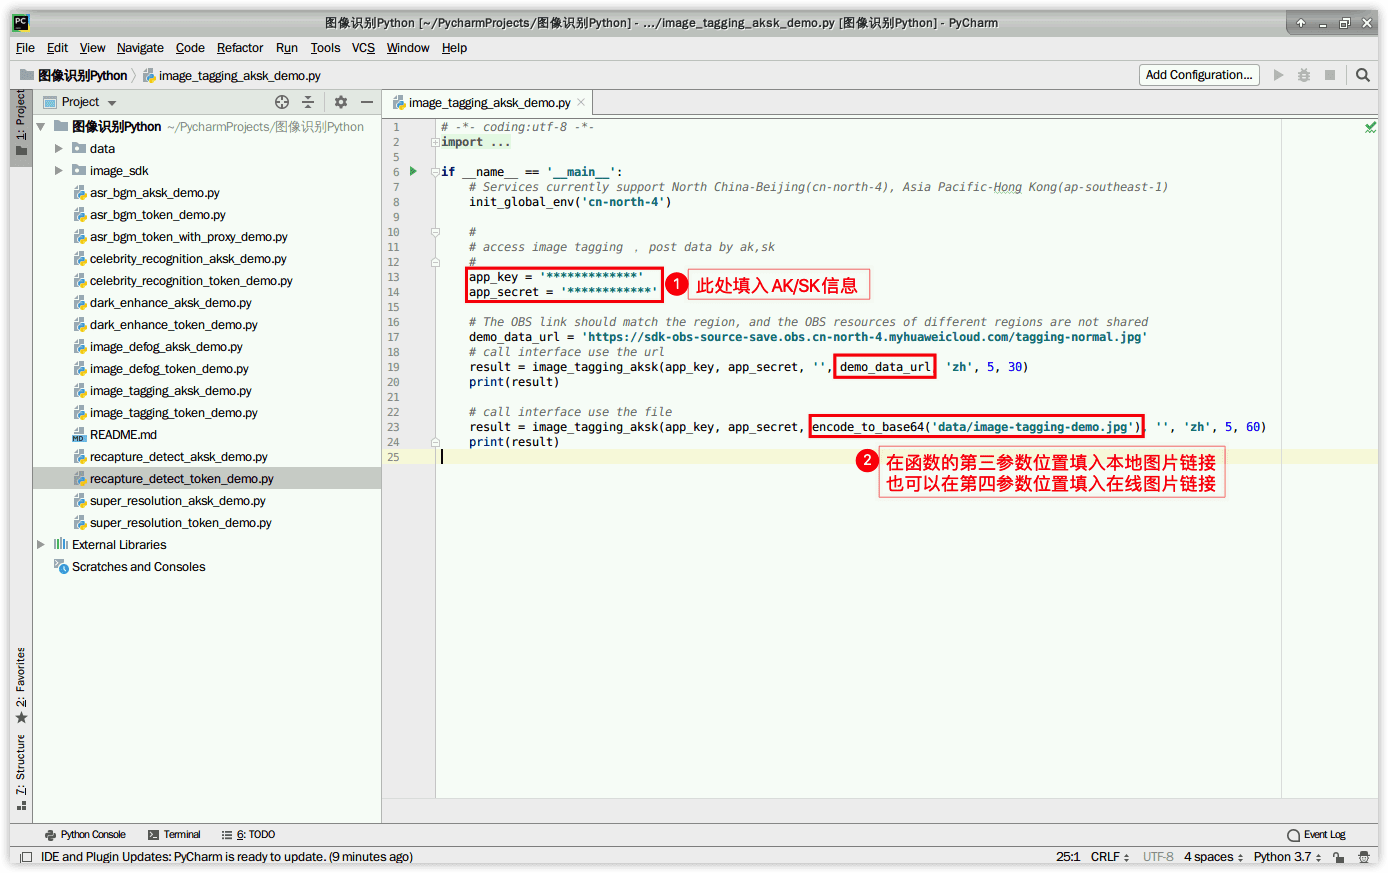 图像识别Python [~/PycharmProjects/图像识别Python] - .../image_tagging_aksk_demo.py [图像识别Python] - PyCharm
File Edit View Navigate Code Refactor Run Tools VCS Window Help
图像识别Python image_tagging_aksk_demo.py Add Configuration...
1: Project
Project
图像识别Python ~/PycharmProjects/图像识别Python
data
image_sdk
asr_bgm_aksk_demo.py
asr_bgm_token_demo.py
asr_bgm_token_with_proxy_demo.py
celebrity_recognition_aksk_demo.py
celebrity_recognition_token_demo.py
dark_enhance_aksk_demo.py
dark_enhance_token_demo.py
image_defog_aksk_demo.py
image_defog_token_demo.py
image_tagging_aksk_demo.py
image_tagging_token_demo.py
README.md
recapture_detect_aksk_demo.py
recapture_detect_token_demo.py
super_resolution_aksk_demo.py
super_resolution_token_demo.py
External Libraries
Scratches and Consoles
2: Favorites
7: Structure
image_tagging_aksk_demo.py
1 # -*- coding:utf-8 -*-
2 import ...
5
6 if __name__ == '__main__':
7 # Services currently support North China-Beijing(cn-north-4), Asia Pacific-Hong Kong(ap-southeast-1)
8 init_global_env('cn-north-4')
9
10 #
11 # access image tagging ， post data by ak,sk
12 #
13 app_key = '*************'
14 app_secret = '************'
1 此处填入AK/SK信息
15
16 # The OBS link should match the region, and the OBS resources of different regions are not shared
17 demo_data_url = 'https://sdk-obs-source-save.obs.cn-north-4.myhuaweicloud.com/tagging-normal.jpg'
18 # call interface use the url
19 result = image_tagging_aksk(app_key, app_secret, '', demo_data_url, 'zh', 5, 30)
20 print(result)
21
22 # call interface use the file
23 result = image_tagging_aksk(app_key, app_secret, encode_to_base64('data/image-tagging-demo.jpg'), '', 'zh', 5, 60)
24 print(result)
25
2 在函数的第三参数位置填入本地图片链接
也可以在第四参数位置填入在线图片链接
Python Console Terminal 6: TODO Event Log
IDE and Plugin Updates: PyCharm is ready to update. (9 minutes ago) 25:1 CRLF UTF-8 4 spaces Python 3.7